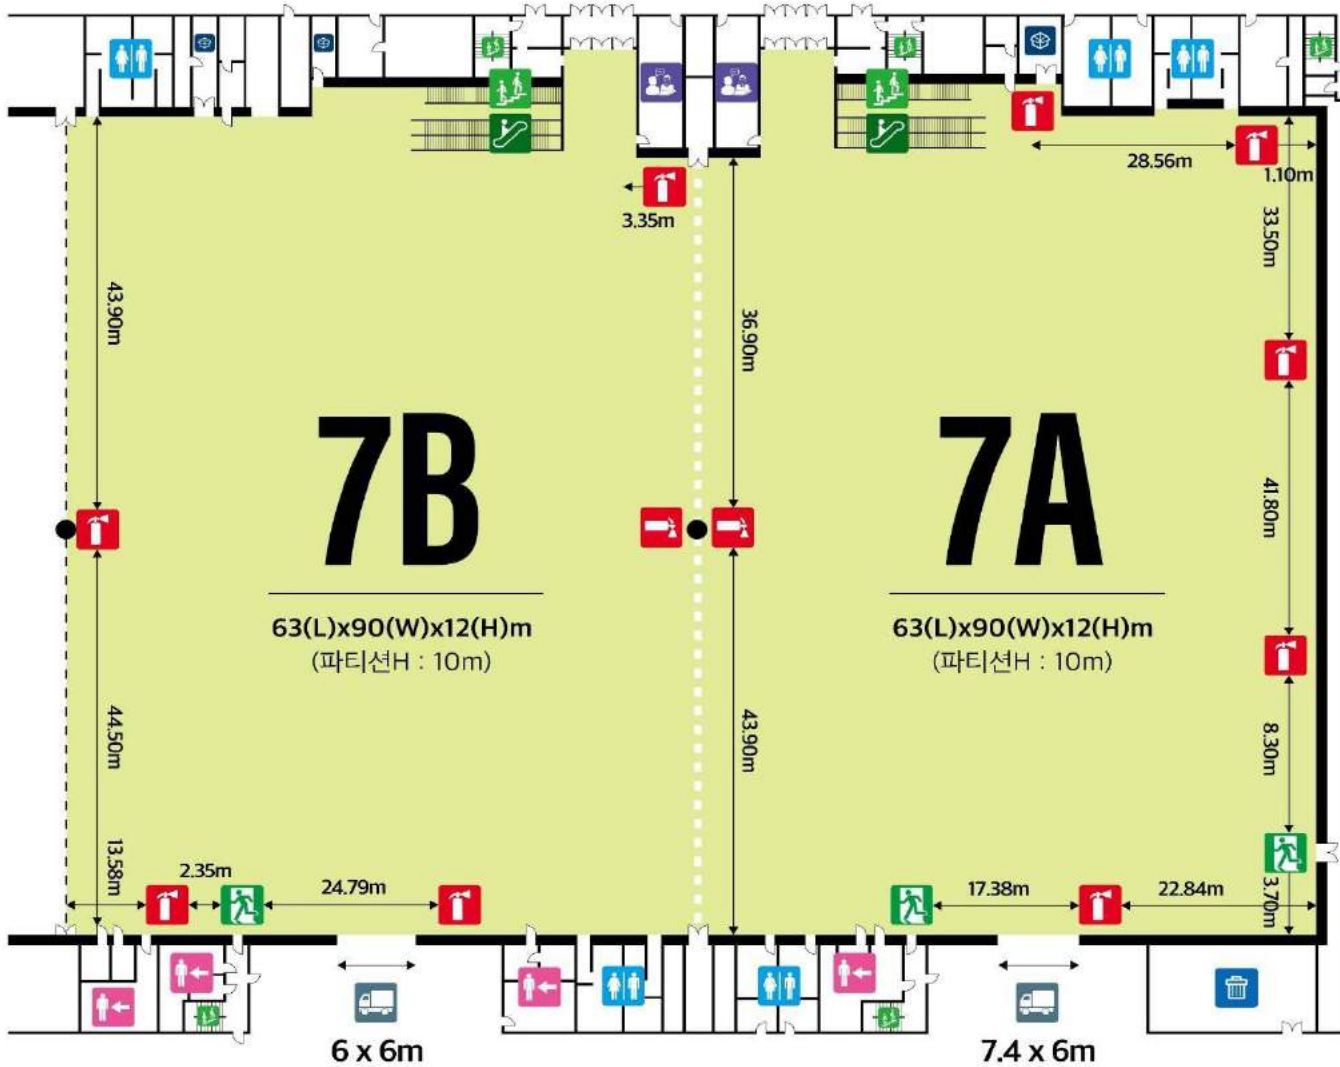 28.56m
1.10m
3.35m
33.50m
43.90m
36.90m
7B
7A
41.80m
63(L)x90(W)x12(H)m
(파티션H : 10m)
63(L)x90(W)x12(H)m
(파티션H : 10m)
44.50m
43.90m
8.30m
13.58m
2.35m
24.79m
17.38m
22.84m
3.70m
6 x 6m
7.4 x 6m